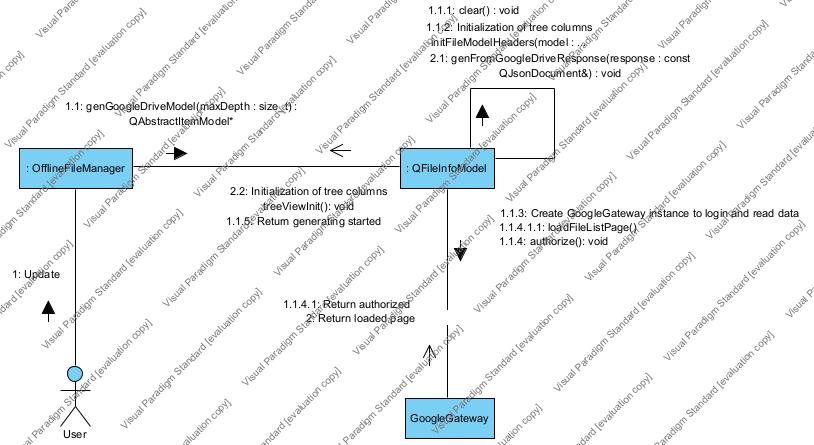 1.1.1: clear() : void
1.1.2: Initialization of tree columns
initFileModelHeaders(model : ...
2.1: genFromGoogleDriveResponse(response : const
QJsonDocument&) : void
1.1: genGoogleDriveModel(maxDepth : size_t) :
QAbstractItemModel*
: OfflineFileManager
: QFileInfoModel
2.2: Initialization of tree columns
treeViewInit(): void
1.1.5: Return generating started
1.1.3: Create GoogleGateway instance to login and read data
1.1.4.1.1: loadFileListPage()
1.1.4: authorize(): void
1: Update
1.1.4.1: Return authorized
2: Return loaded page
GoogleGateway
User
Visual Paradigm Standard [evaluation copy]